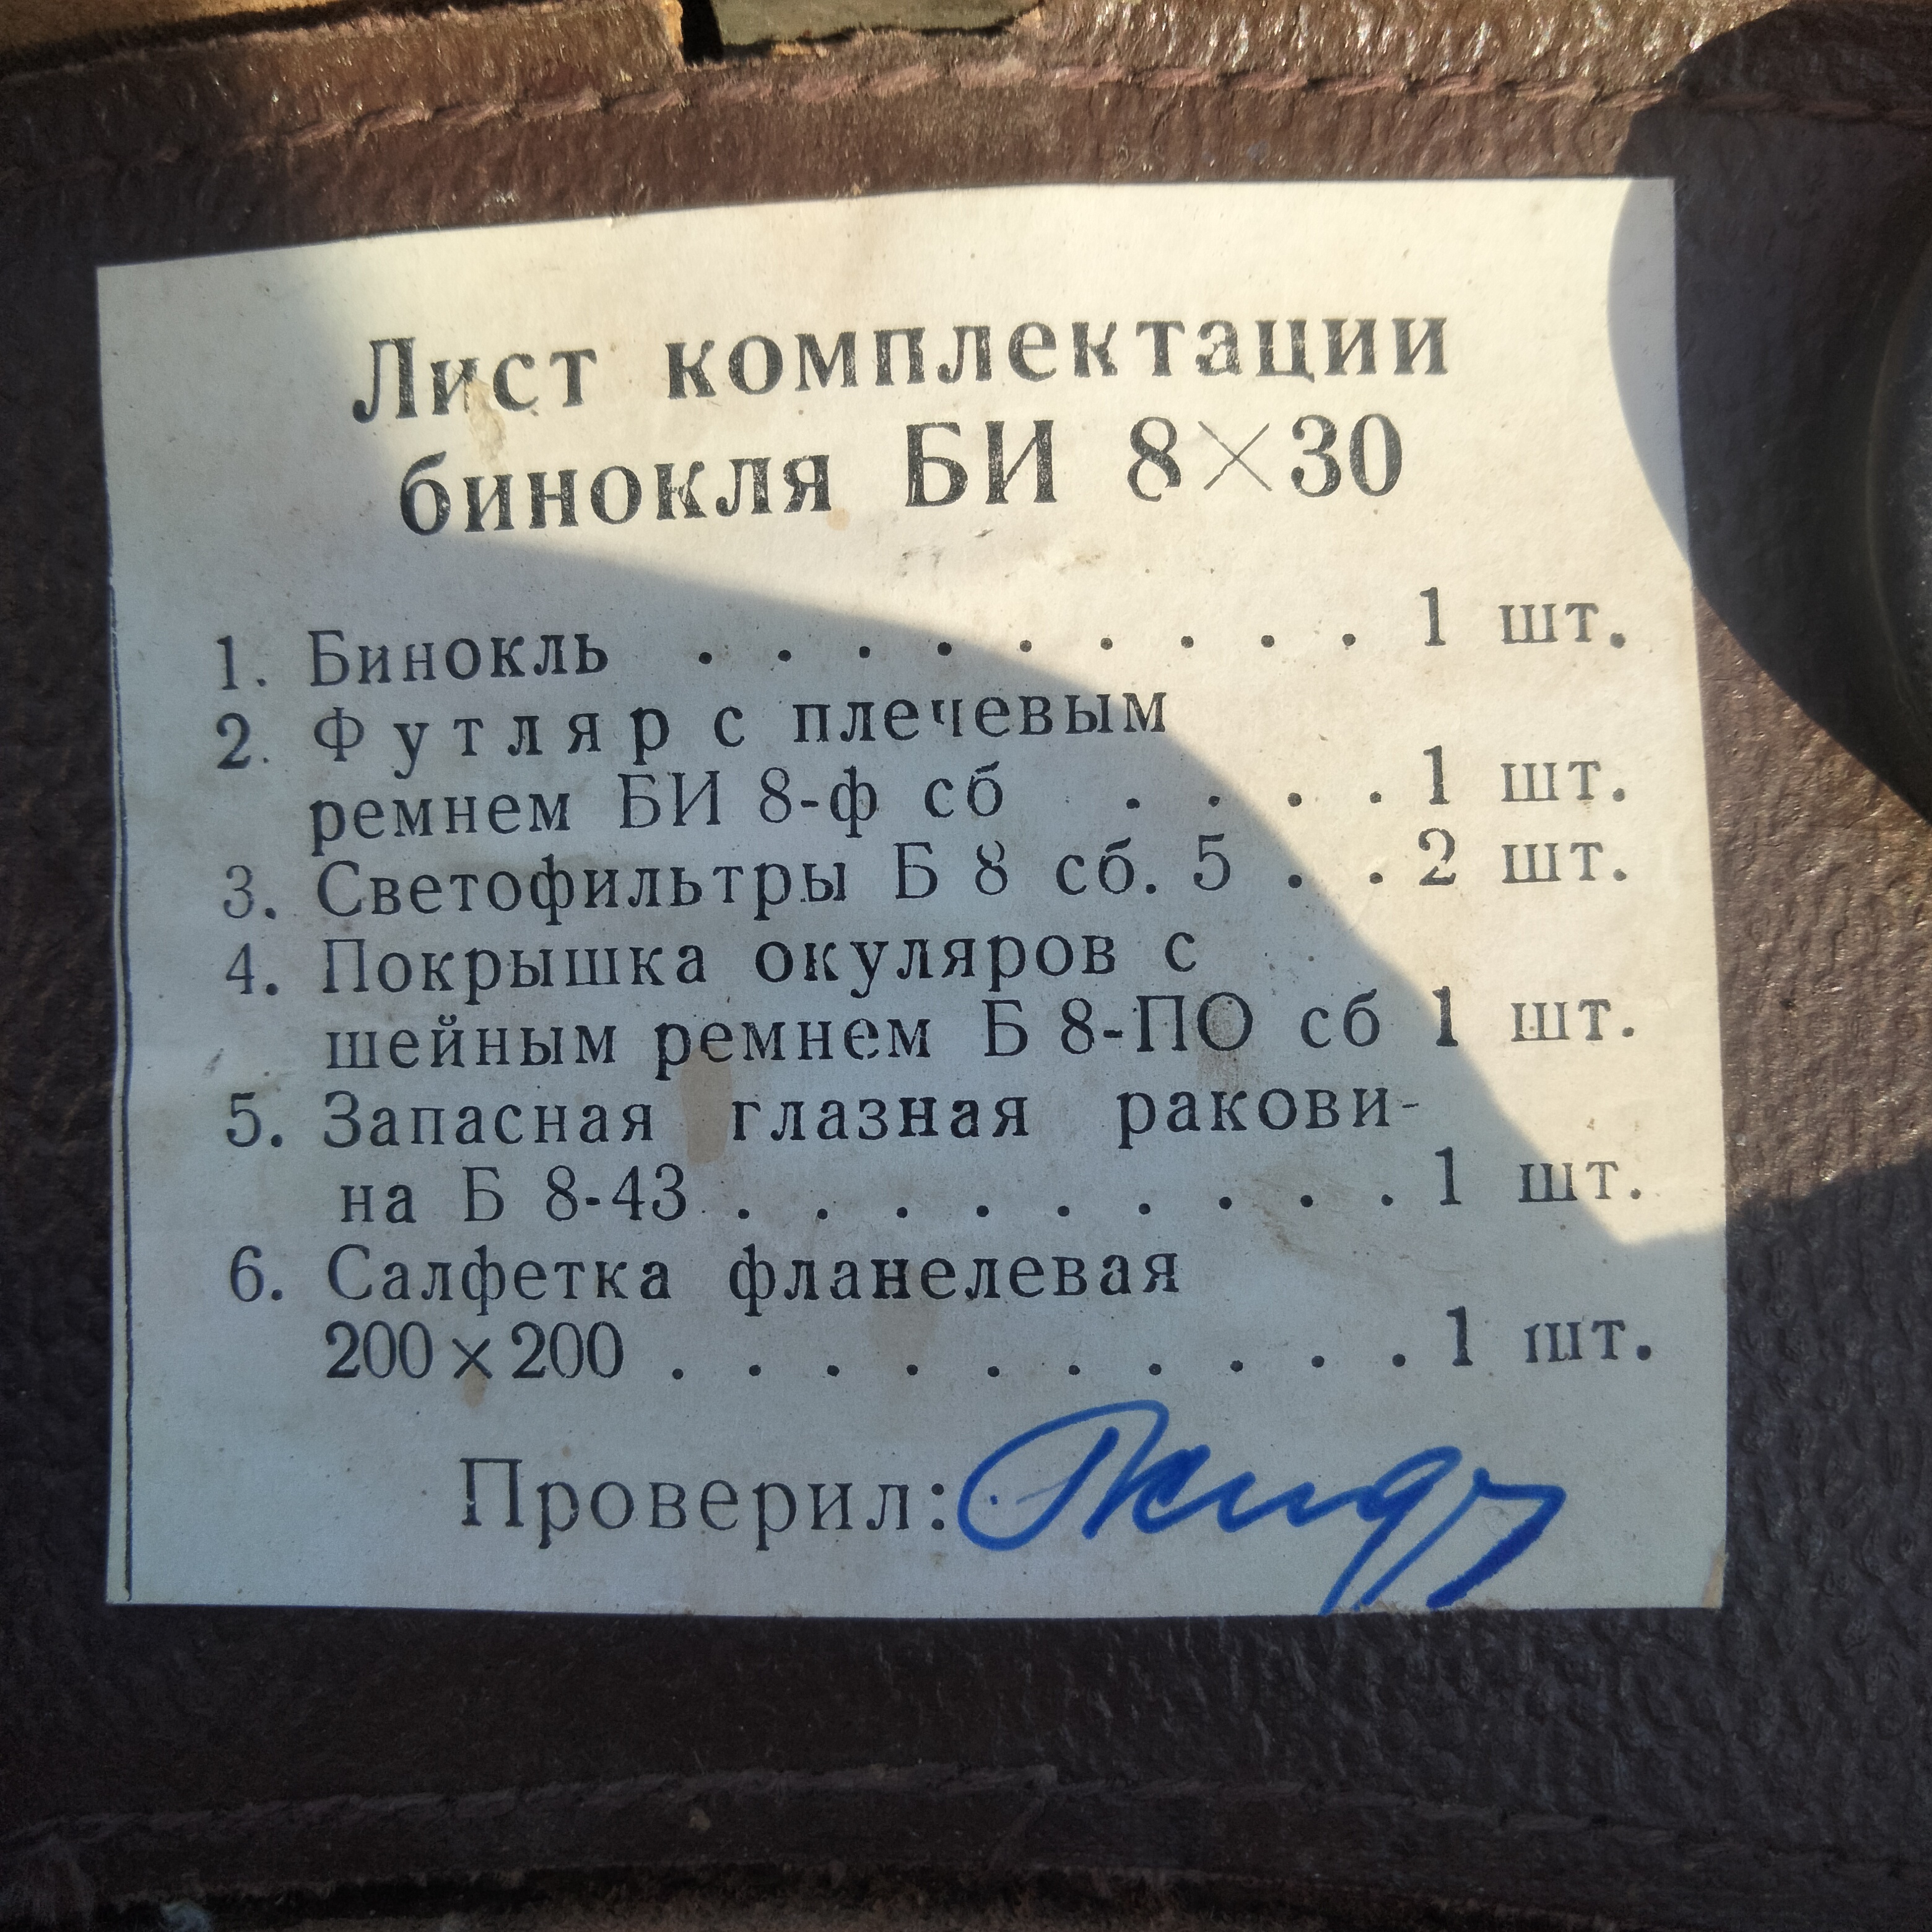 Лист комплектации
бинокля БИ 8×30
1. Бинокль . . . . . . . . . 1 шт.
2. Футляр с плечевым
ремнем БИ 8-ф сб . . . . 1 шт.
3. Светофильтры Б 8 сб. 5 . . 2 шт.
4. Покрышка окуляров с
шейным ремнем Б 8-ПО сб 1 шт.
5. Запасная глазная ракови-
на Б 8-43 . . . . . . . . . 1 шт.
6. Салфетка фланелевая
200×200 . . . . . . . . . . 1 шт.
Проверил: